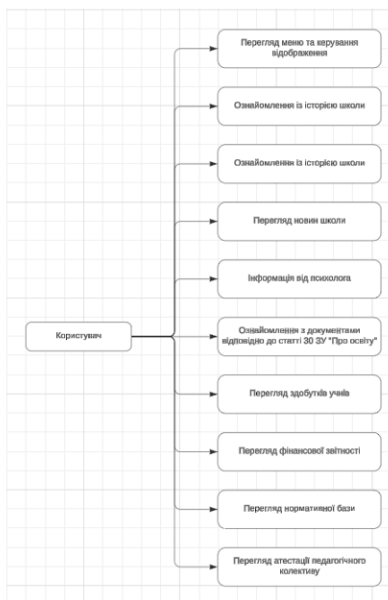 Перегляд меню та керування
відображення
Ознайомлення із історією школи
Ознайомлення із історією школи
Перегляд новин школи
Інформація від психолога
Користувач
Ознайомлення з документами
відповідно до статті 30 ЗУ "Про освіту"
Перегляд здобутків учнів
Перегляд фінансової звітності
Перегляд нормативної бази
Перегляд атестації педагогічного
колективу